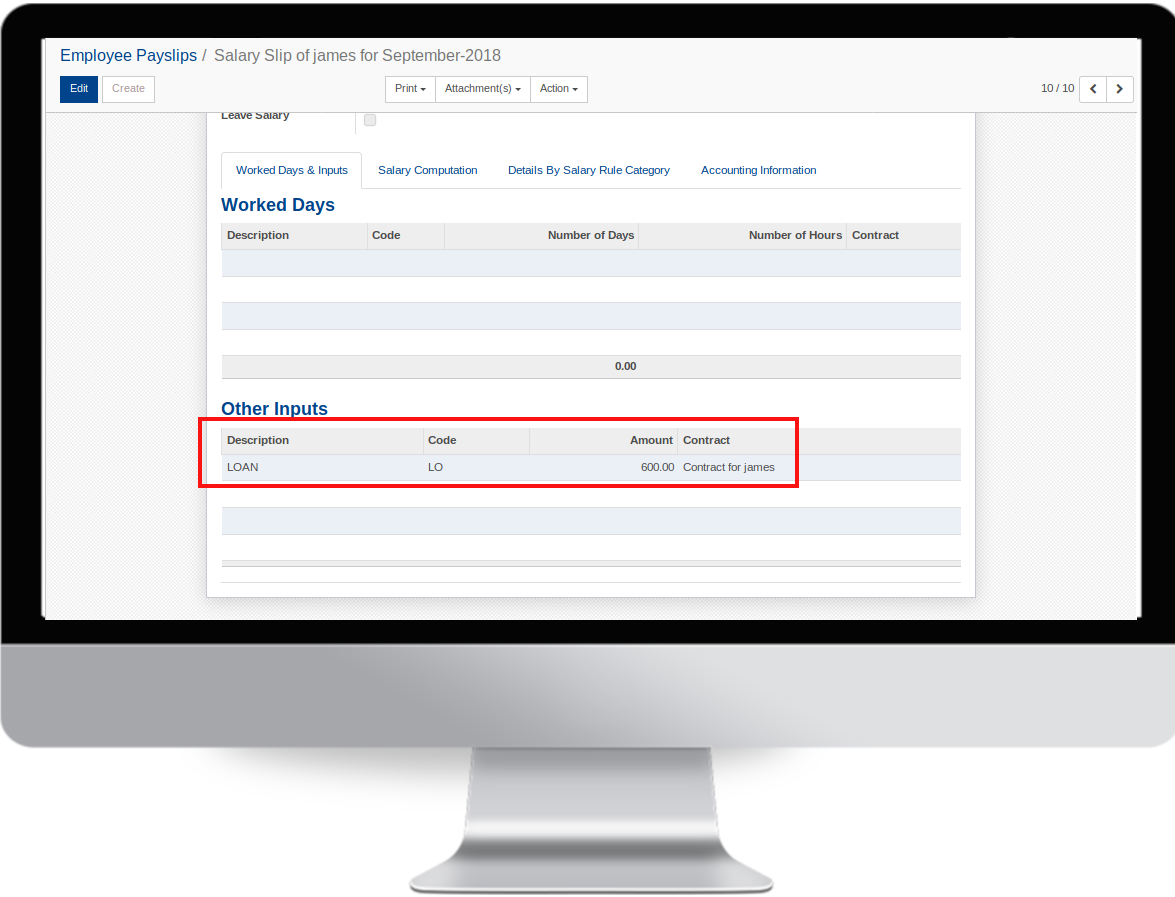 Employee Payslips / Salary Slip of james for September-2018
Edit Create Print Attachment(s) Action 10 / 10
Leave Salary
Worked Days & Inputs Salary Computation Details By Salary Rule Category Accounting Information
Worked Days
Description Code Number of Days Number of Hours Contract
0.00
Other Inputs
Description Code Amount Contract
LOAN LO 600.00 Contract for james